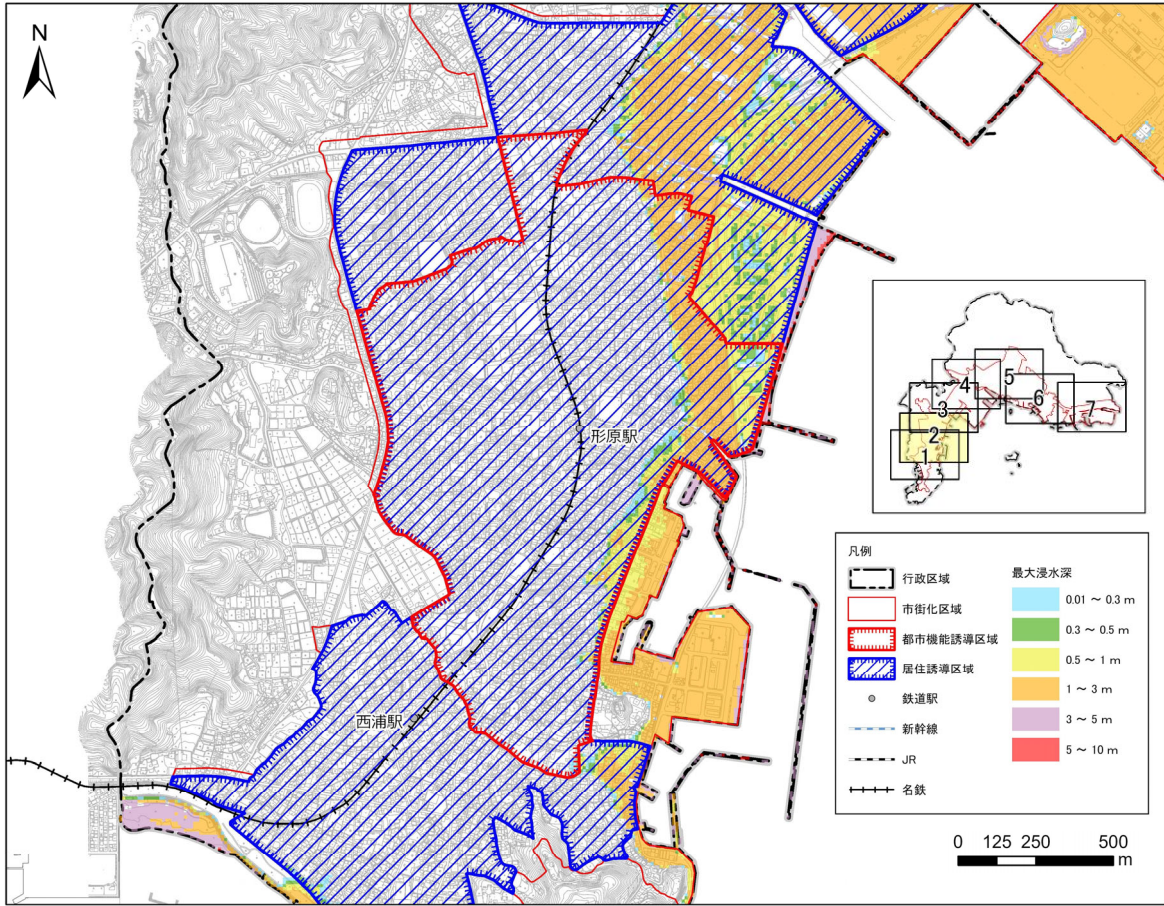 N
形原駅
西浦駅
5
4
6
3
7
2
1
凡例
行政区域
市街化区域
都市機能誘導区域
居住誘導区域
鉄道駅
新幹線
JR
名鉄
最大浸水深
0.01 ~ 0.3 m
0.3 ~ 0.5 m
0.5 ~ 1 m
1 ~ 3 m
3 ~ 5 m
5 ~ 10 m
0 125 250 500
m